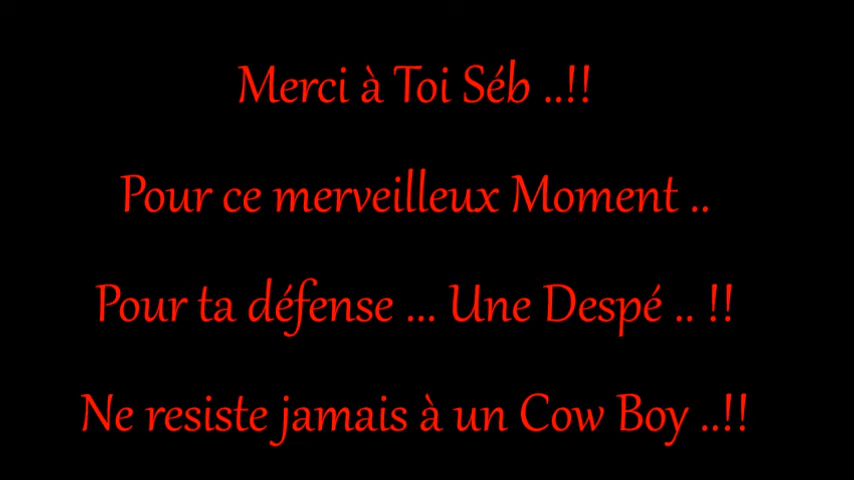 Merci à Toi Séb ..!!
Pour ce merveilleux Moment ..
Pour ta défense ... Une Despé .. !!
Ne resiste jamais à un Cow Boy ..!!